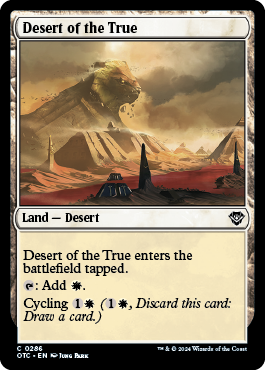 Desert of the True
Land — Desert
Desert of the True enters the
battlefield tapped.
: Add .
Cycling 1 (1, Discard this card:
Draw a card.)
C 0286
OTC • EN Jung Park
™ & © 2024 Wizards of the Coast